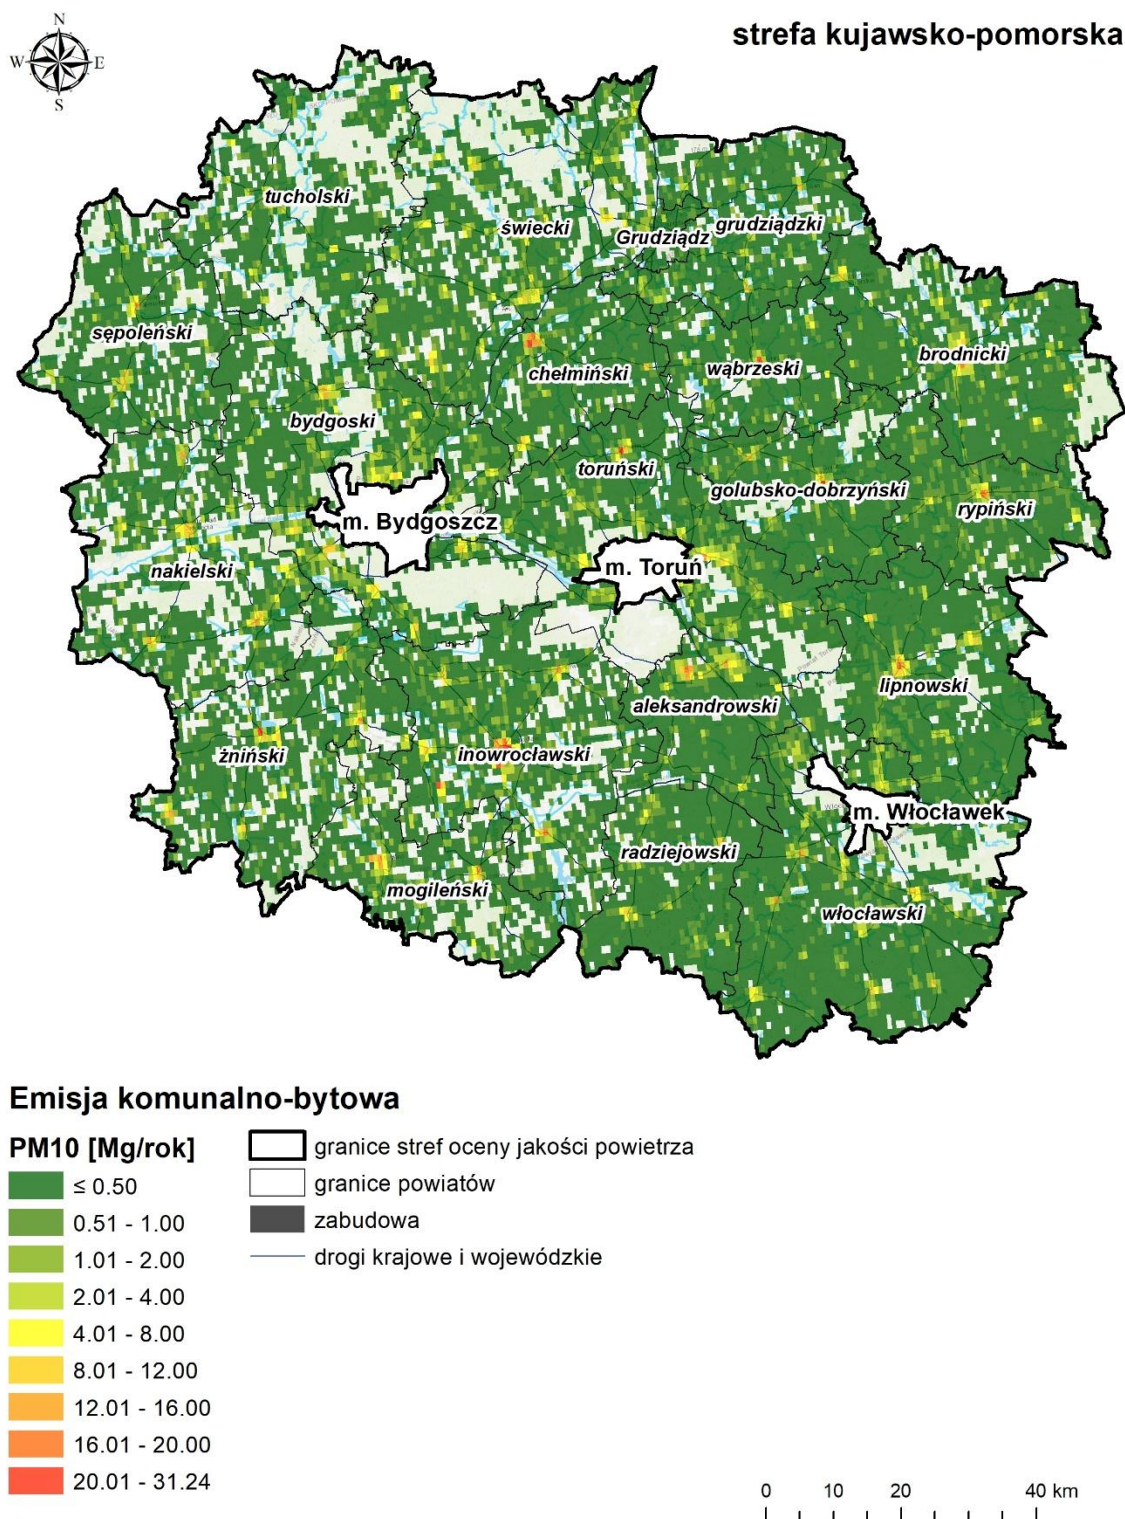 strefa kujawsko-pomorska
N
W E
S
tucholski
świecki
Grudziądz
grudziądzki
sępoleński
chełmiński
wąbrzeski
brodnicki
bydgoski
toruński
golubsko-dobrzyński
rypiński
m. Bydgoszcz
nakielski
m. Toruń
aleksandrowski
lipnowski
żniński
inowrocławski
m. Włocławek
radziejowski
mogileński
włocławski
Emisja komunalno-bytowa
PM10 [Mg/rok]
≤ 0.50
0.51 - 1.00
1.01 - 2.00
2.01 - 4.00
4.01 - 8.00
8.01 - 12.00
12.01 - 16.00
16.01 - 20.00
20.01 - 31.24
granice stref oceny jakości powietrza
granice powiatów
zabudowa
drogi krajowe i wojewódzkie
0 10 20 40 km